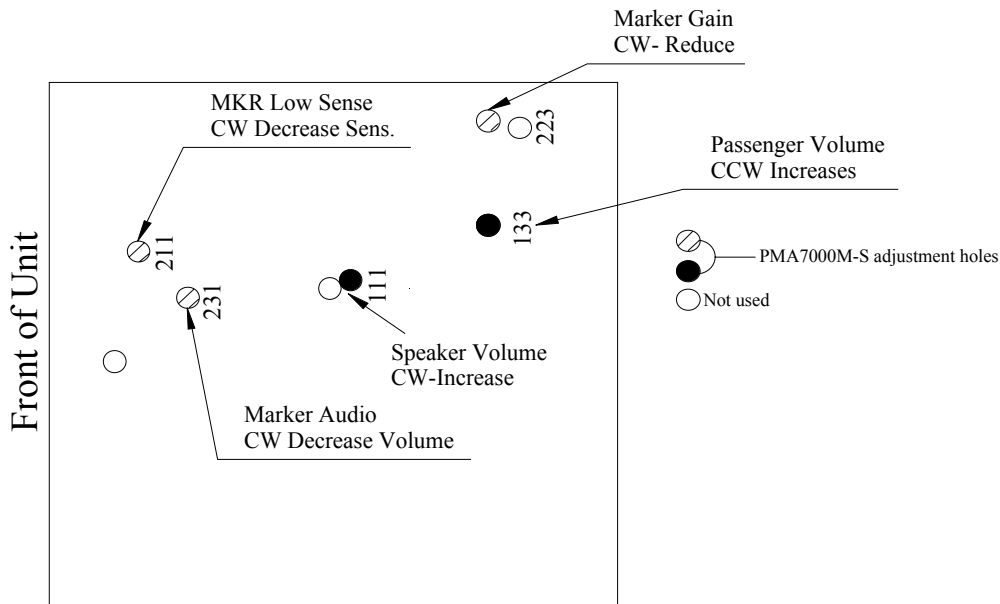 Marker Gain
CW- Reduce
MKR Low Sense
CW Decrease Sens.
223
Passenger Volume
CCW Increases
133
Front of Unit
211
PMA7000M-S adjustment holes
111
231
Not used
Speaker Volume
CW-Increase
Marker Audio
CW Decrease Volume